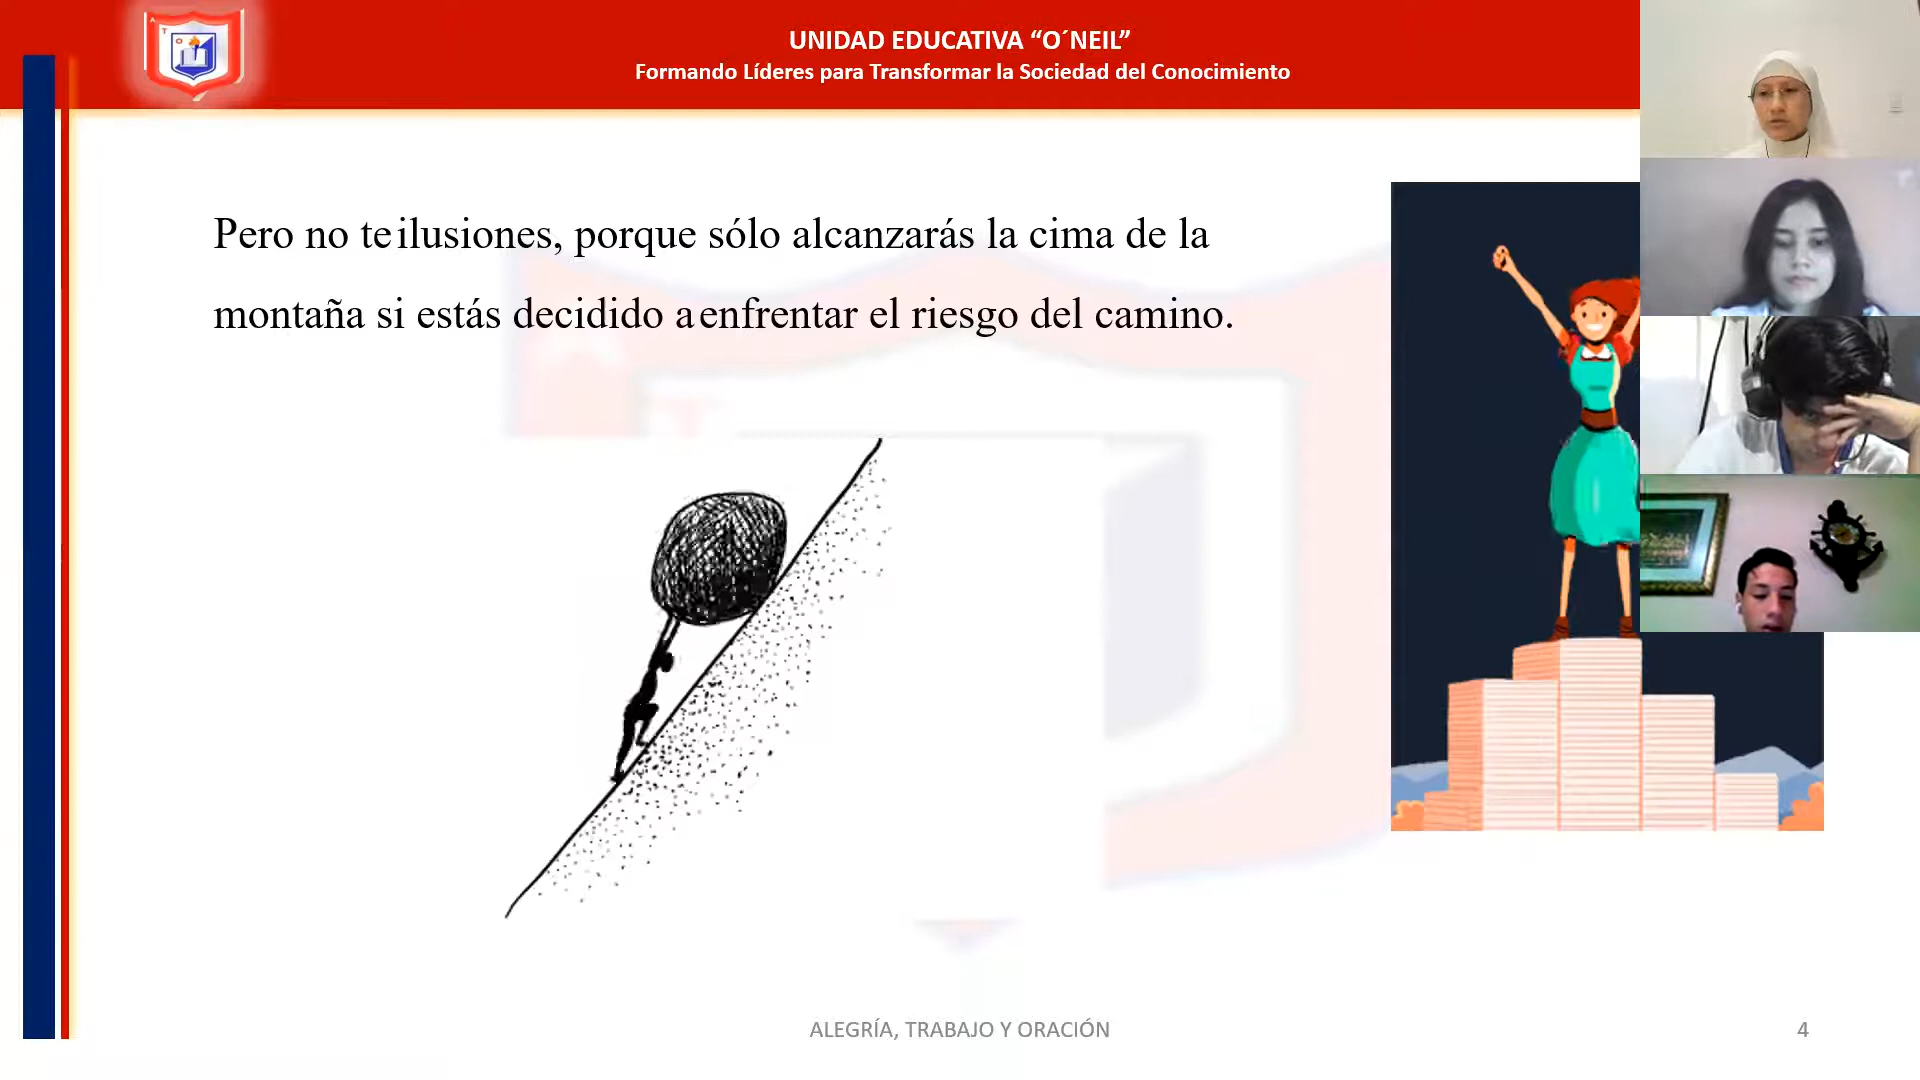 UNIDAD EDUCATIVA “O´NEIL”
Formando Líderes para Transformar la Sociedad del Conocimiento
A
T
O
Pero no te ilusiones, porque sólo alcanzarás la cima de la
montaña si estás decidido a enfrentar el riesgo del camino.
ALEGRÍA, TRABAJO Y ORACIÓN
4